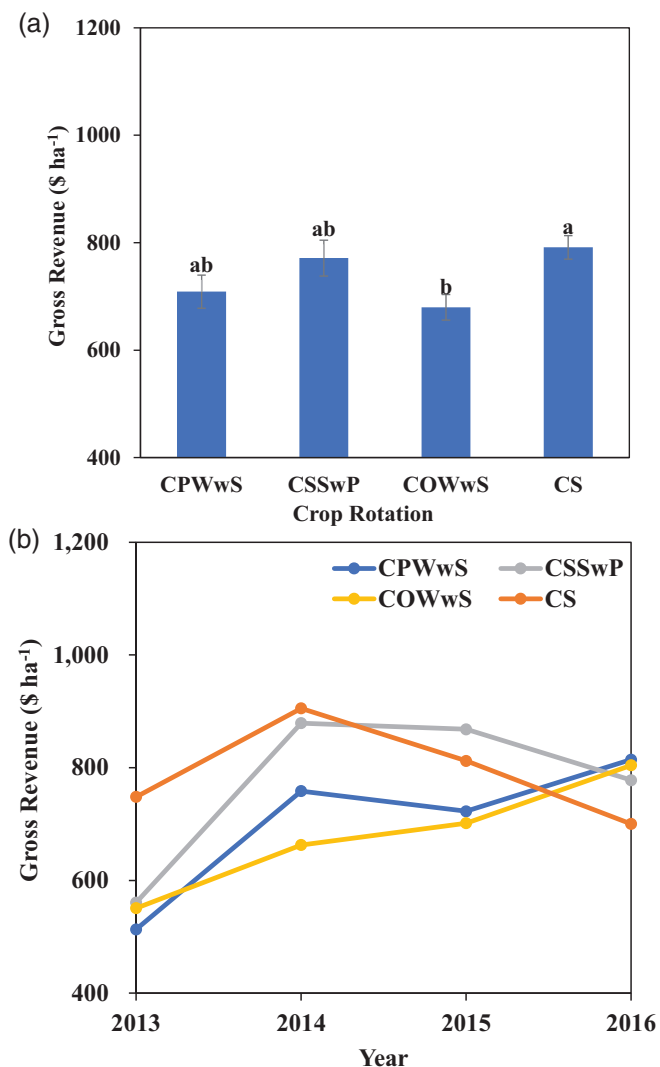 (a)
1200
1000
800
600
400
Gross Revenue ($ ha-1)
ab
ab
b
a
CPWwS CSSwP COWwS CS
Crop Rotation
(b)
1,200
1,000
800
600
400
Gross Revenue ($ ha-1)
CPWwS CSSwP
COWwS CS
2013 2014 2015 2016
Year